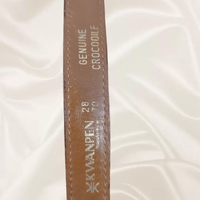 GENUINE
CROCODILE
28
70
KWANPEN